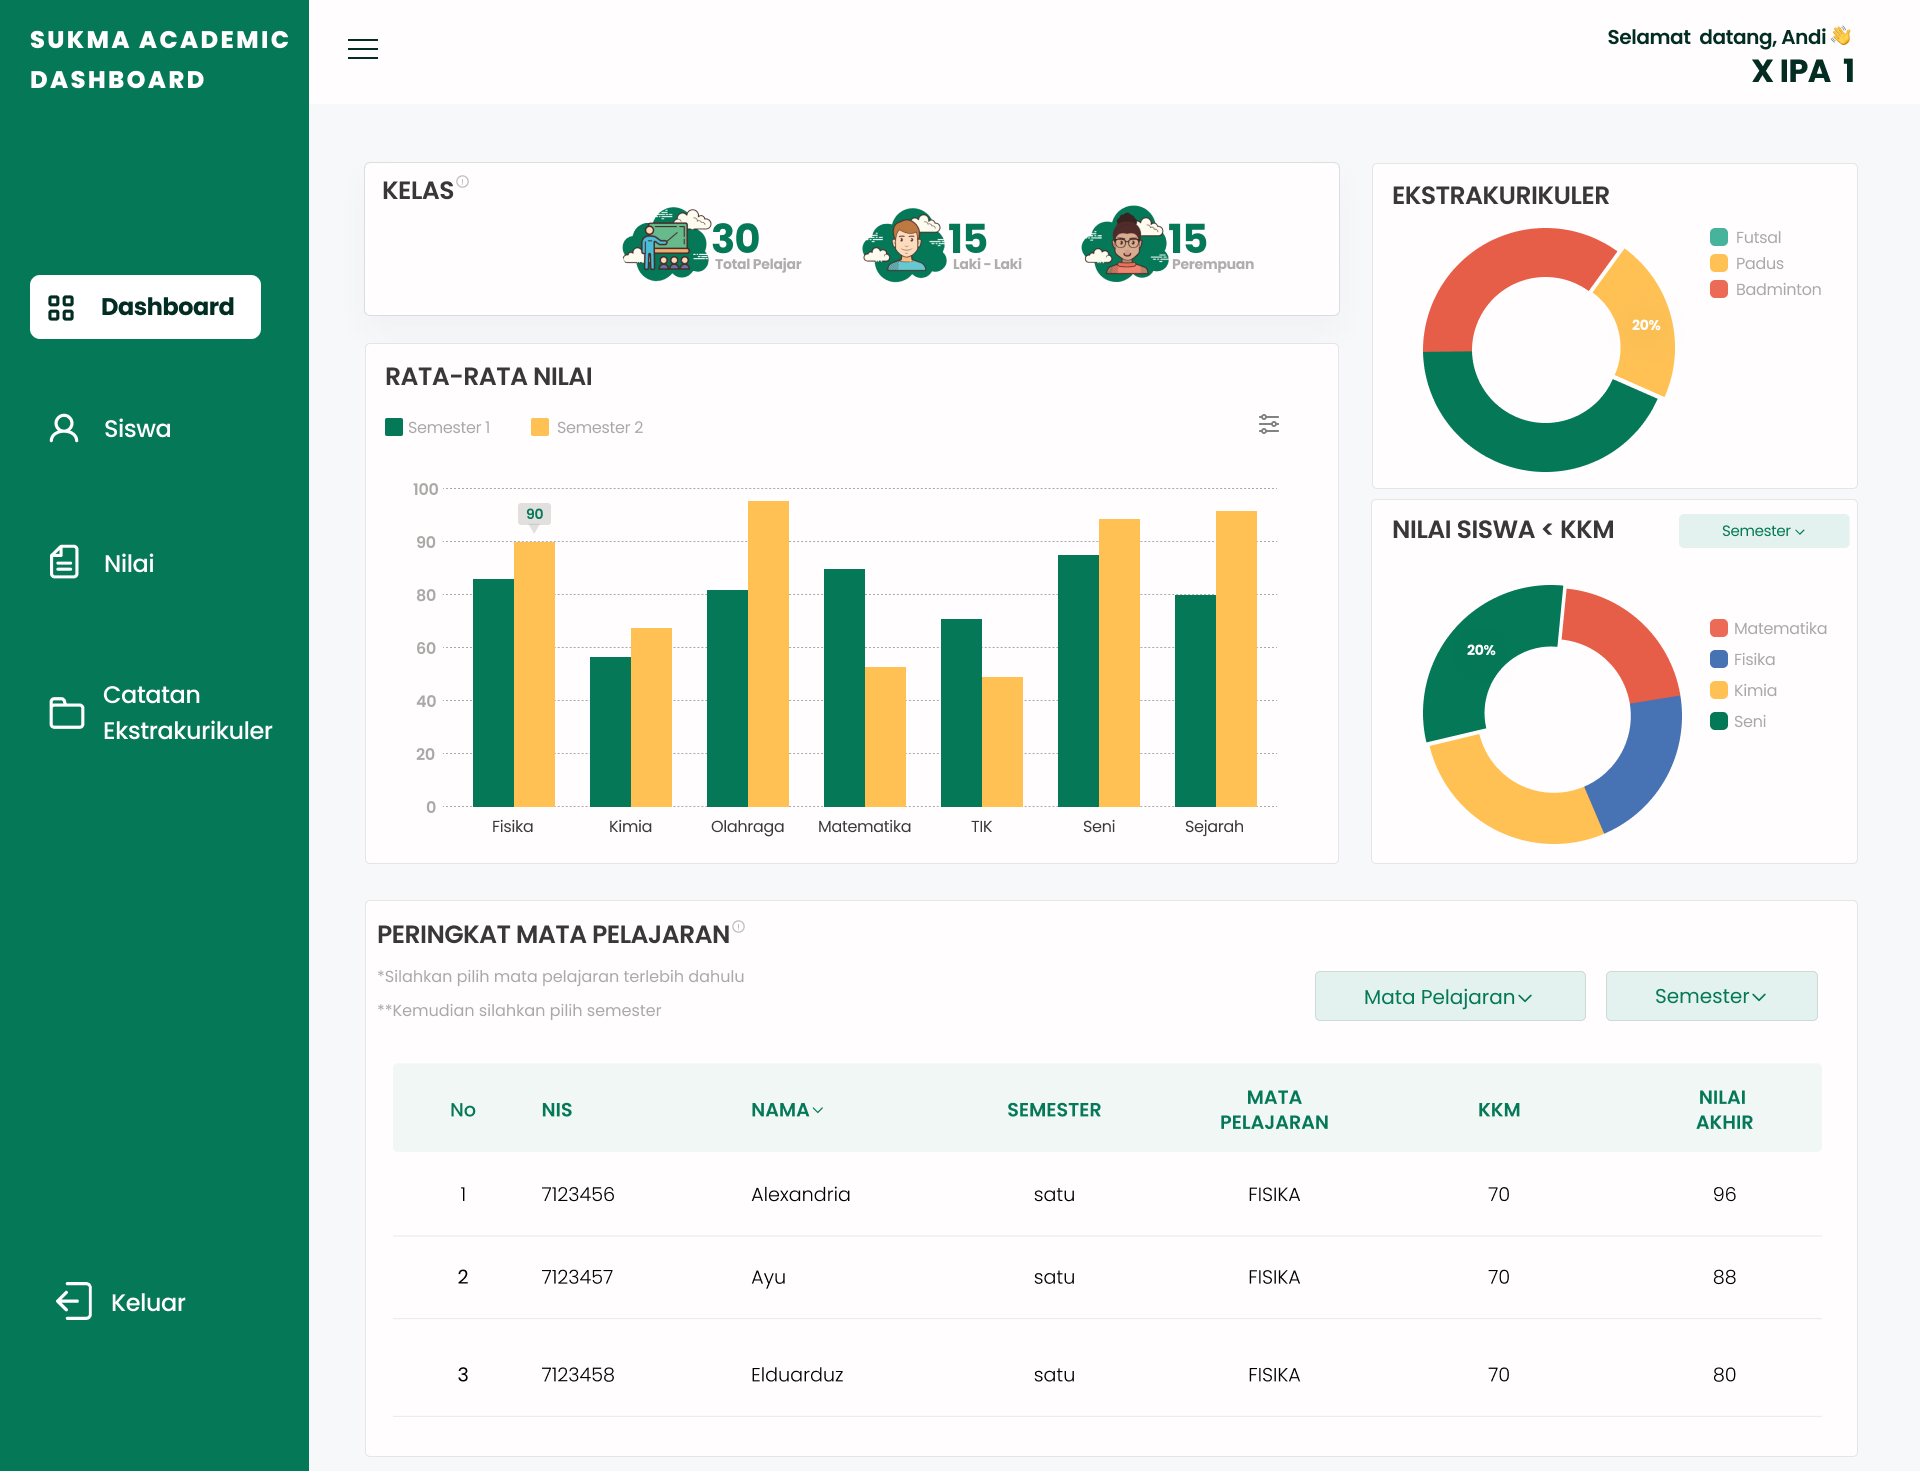 SUKMA ACADEMIC
DASHBOARD
Dashboard
Siswa
Nilai
Catatan
Ekstrakurikuler
Keluar
Selamat datang, Andi 👋
X IPA 1
KELAS
30
Total Pelajar
15
Laki - Laki
15
Perempuan
EKSTRAKURIKULER
Futsal
Padus
Badminton
20%
RATA-RATA NILAI
Semester 1
Semester 2
100
90
80
60
40
20
0
90
Fisika
Kimia
Olahraga
Matematika
TIK
Seni
Sejarah
NILAI SISWA < KKM
Semester
20%
Matematika
Fisika
Kimia
Seni
PERINGKAT MATA PELAJARAN
*Silahkan pilih mata pelajaran terlebih dahulu
**Kemudian silahkan pilih semester
Mata Pelajaran
Semester
No NIS NAMA SEMESTER MATA PELAJARAN KKM NILAI AKHIR
1 7123456 Alexandria satu FISIKA 70 96
2 7123457 Ayu satu FISIKA 70 88
3 7123458 Elduarduz satu FISIKA 70 80